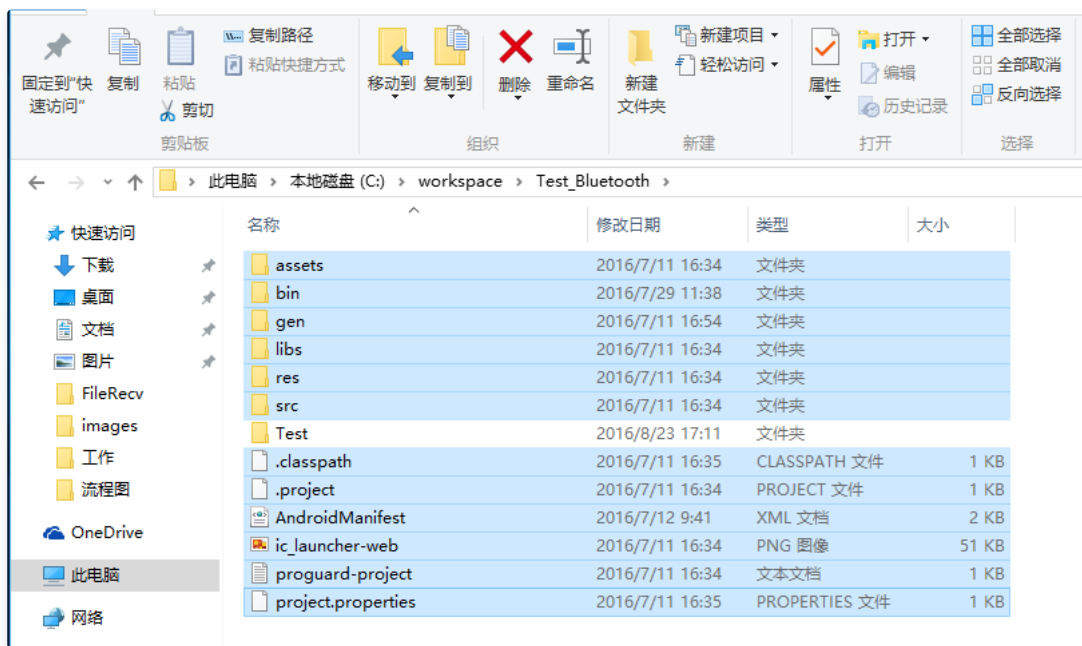 复制路径
粘贴快捷方式
固定到"快
速访问"
复制
粘贴
剪切
剪贴板
移动到
复制到
删除
重命名
组织
新建
文件夹
新建项目
轻松访问
新建
属性
打开
编辑
历史记录
打开
全部选择
全部取消
反向选择
选择
此电脑 › 本地磁盘 (C:) › workspace › Test_Bluetooth ›
快速访问
下载
桌面
文档
图片
FileRecv
images
工作
流程图
OneDrive
此电脑
网络
名称 修改日期 类型 大小
assets 2016/7/11 16:34 文件夹
bin 2016/7/29 11:38 文件夹
gen 2016/7/11 16:54 文件夹
libs 2016/7/11 16:34 文件夹
res 2016/7/11 16:34 文件夹
src 2016/7/11 16:34 文件夹
Test 2016/8/23 17:11 文件夹
.classpath 2016/7/11 16:35 CLASSPATH 文件 1 KB
.project 2016/7/11 16:34 PROJECT 文件 1 KB
AndroidManifest 2016/7/12 9:41 XML 文档 2 KB
ic_launcher-web 2016/7/11 16:34 PNG 图像 51 KB
proguard-project 2016/7/11 16:34 文本文档 1 KB
project.properties 2016/7/11 16:35 PROPERTIES 文件 1 KB